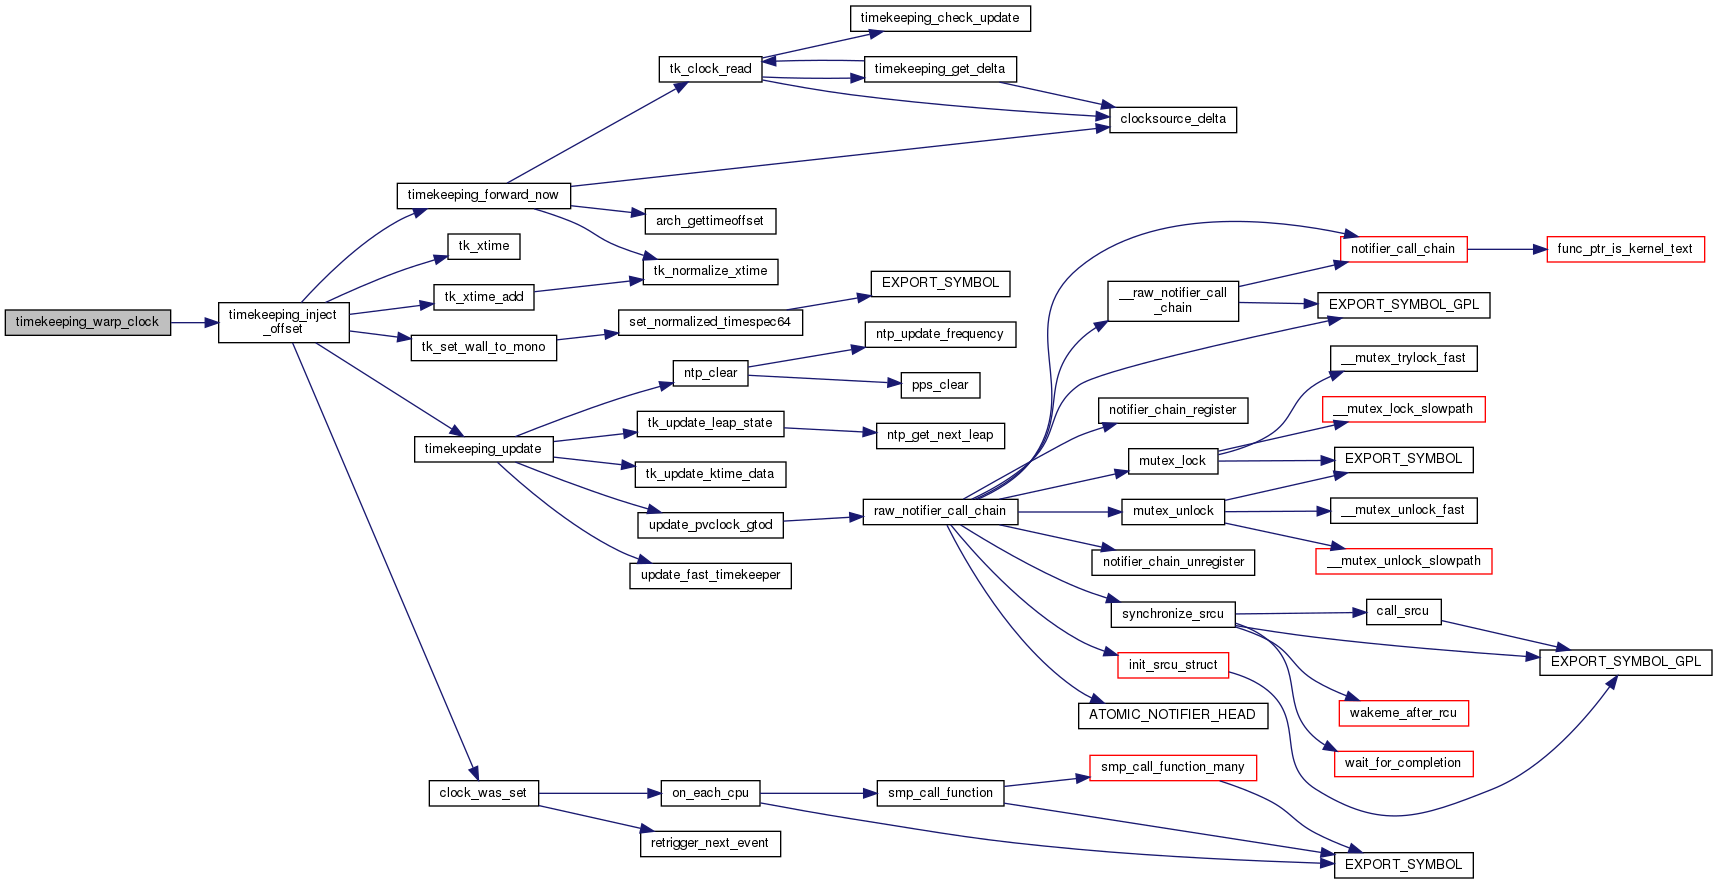 timekeeping_check_update
tk_clock_read
timekeeping_get_delta
clocksource_delta
timekeeping_forward_now
arch_gettimeoffset
tk_xtime
tk_normalize_xtime
notifier_call_chain
func_ptr_is_kernel_text
EXPORT_SYMBOL
tk_xtime_add
__raw_notifier_call
_chain
EXPORT_SYMBOL_GPL
timekeeping_warp_clock
timekeeping_inject
_offset
set_normalized_timespec64
tk_set_wall_to_mono
ntp_update_frequency
__mutex_trylock_fast
ntp_clear
pps_clear
notifier_chain_register
__mutex_lock_slowpath
tk_update_leap_state
ntp_get_next_leap
timekeeping_update
mutex_lock
EXPORT_SYMBOL
tk_update_ktime_data
raw_notifier_call_chain
mutex_unlock
__mutex_unlock_fast
update_pvclock_gtod
notifier_chain_unregister
__mutex_unlock_slowpath
update_fast_timekeeper
synchronize_srcu
call_srcu
init_srcu_struct
EXPORT_SYMBOL_GPL
ATOMIC_NOTIFIER_HEAD
wakeme_after_rcu
smp_call_function_many
wait_for_completion
clock_was_set
on_each_cpu
smp_call_function
retrigger_next_event
EXPORT_SYMBOL